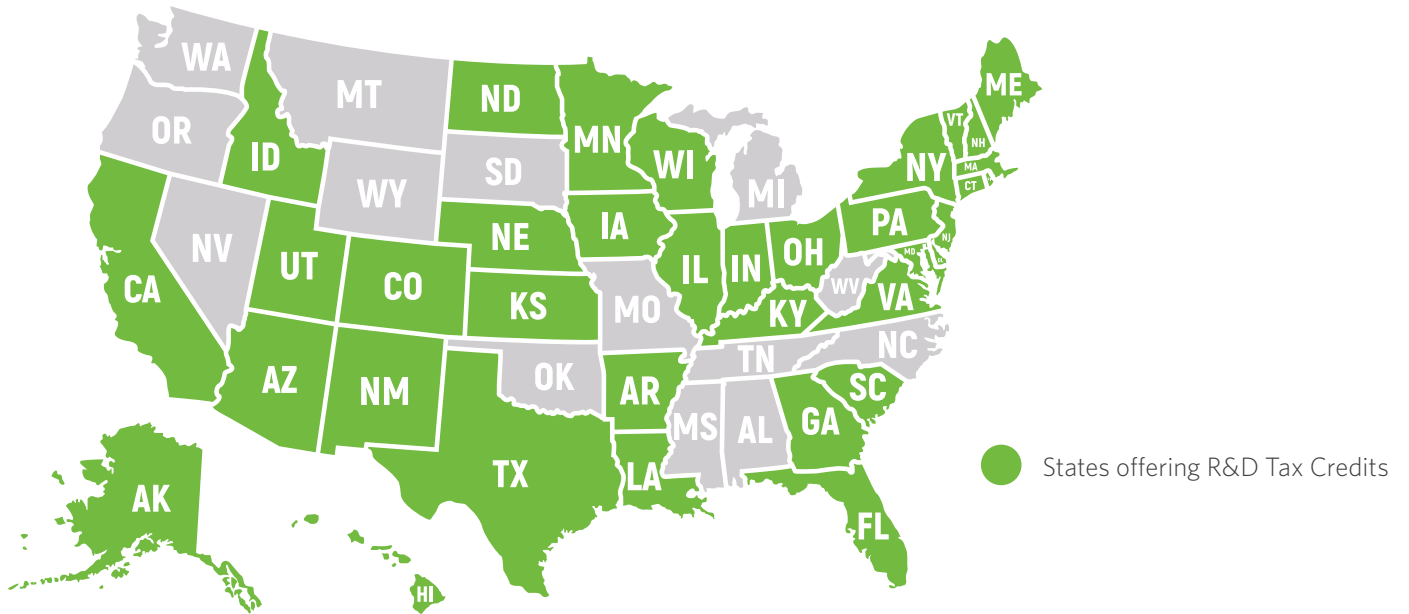 WA
MT
ND
MN
ME
OR
ID
SD
WI
VT
NH
WY
MI
NY
MA
CT
NV
UT
NE
IA
PA
NJ
CA
CO
KS
IL
IN
OH
MD
MO
KY
WV
VA
AZ
NM
OK
AR
TN
NC
SC
MS
AL
GA
TX
LA
States offering R&D Tax Credits
AK
FL
HI